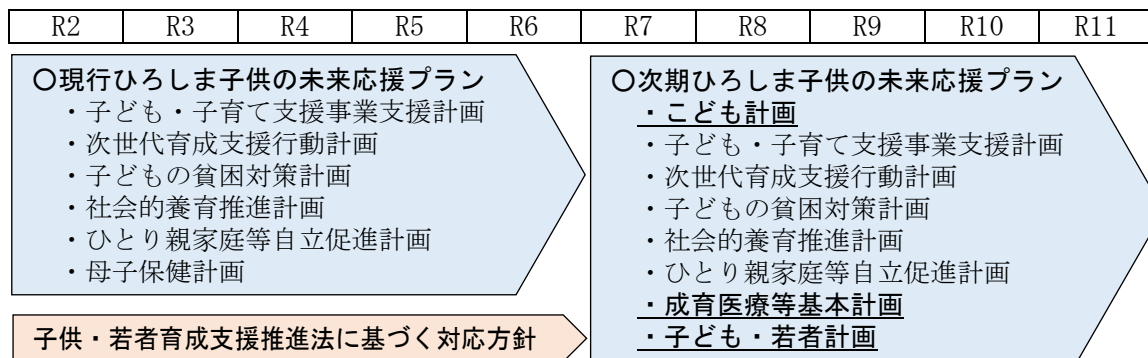 R2 R3 R4 R5 R6 R7 R8 R9 R10 R11
〇現行ひろしま子供の未来応援プラン
・子ども・子育て支援事業支援計画
・次世代育成支援行動計画
・子どもの貧困対策計画
・社会的養育推進計画
・ひとり親家庭等自立促進計画
・母子保健計画
子供・若者育成支援推進法に基づく対応方針
〇次期ひろしま子供の未来応援プラン
・こども計画
・子ども・子育て支援事業支援計画
・次世代育成支援行動計画
・子どもの貧困対策計画
・社会的養育推進計画
・ひとり親家庭等自立促進計画
・成育医療等基本計画
・子ども・若者計画